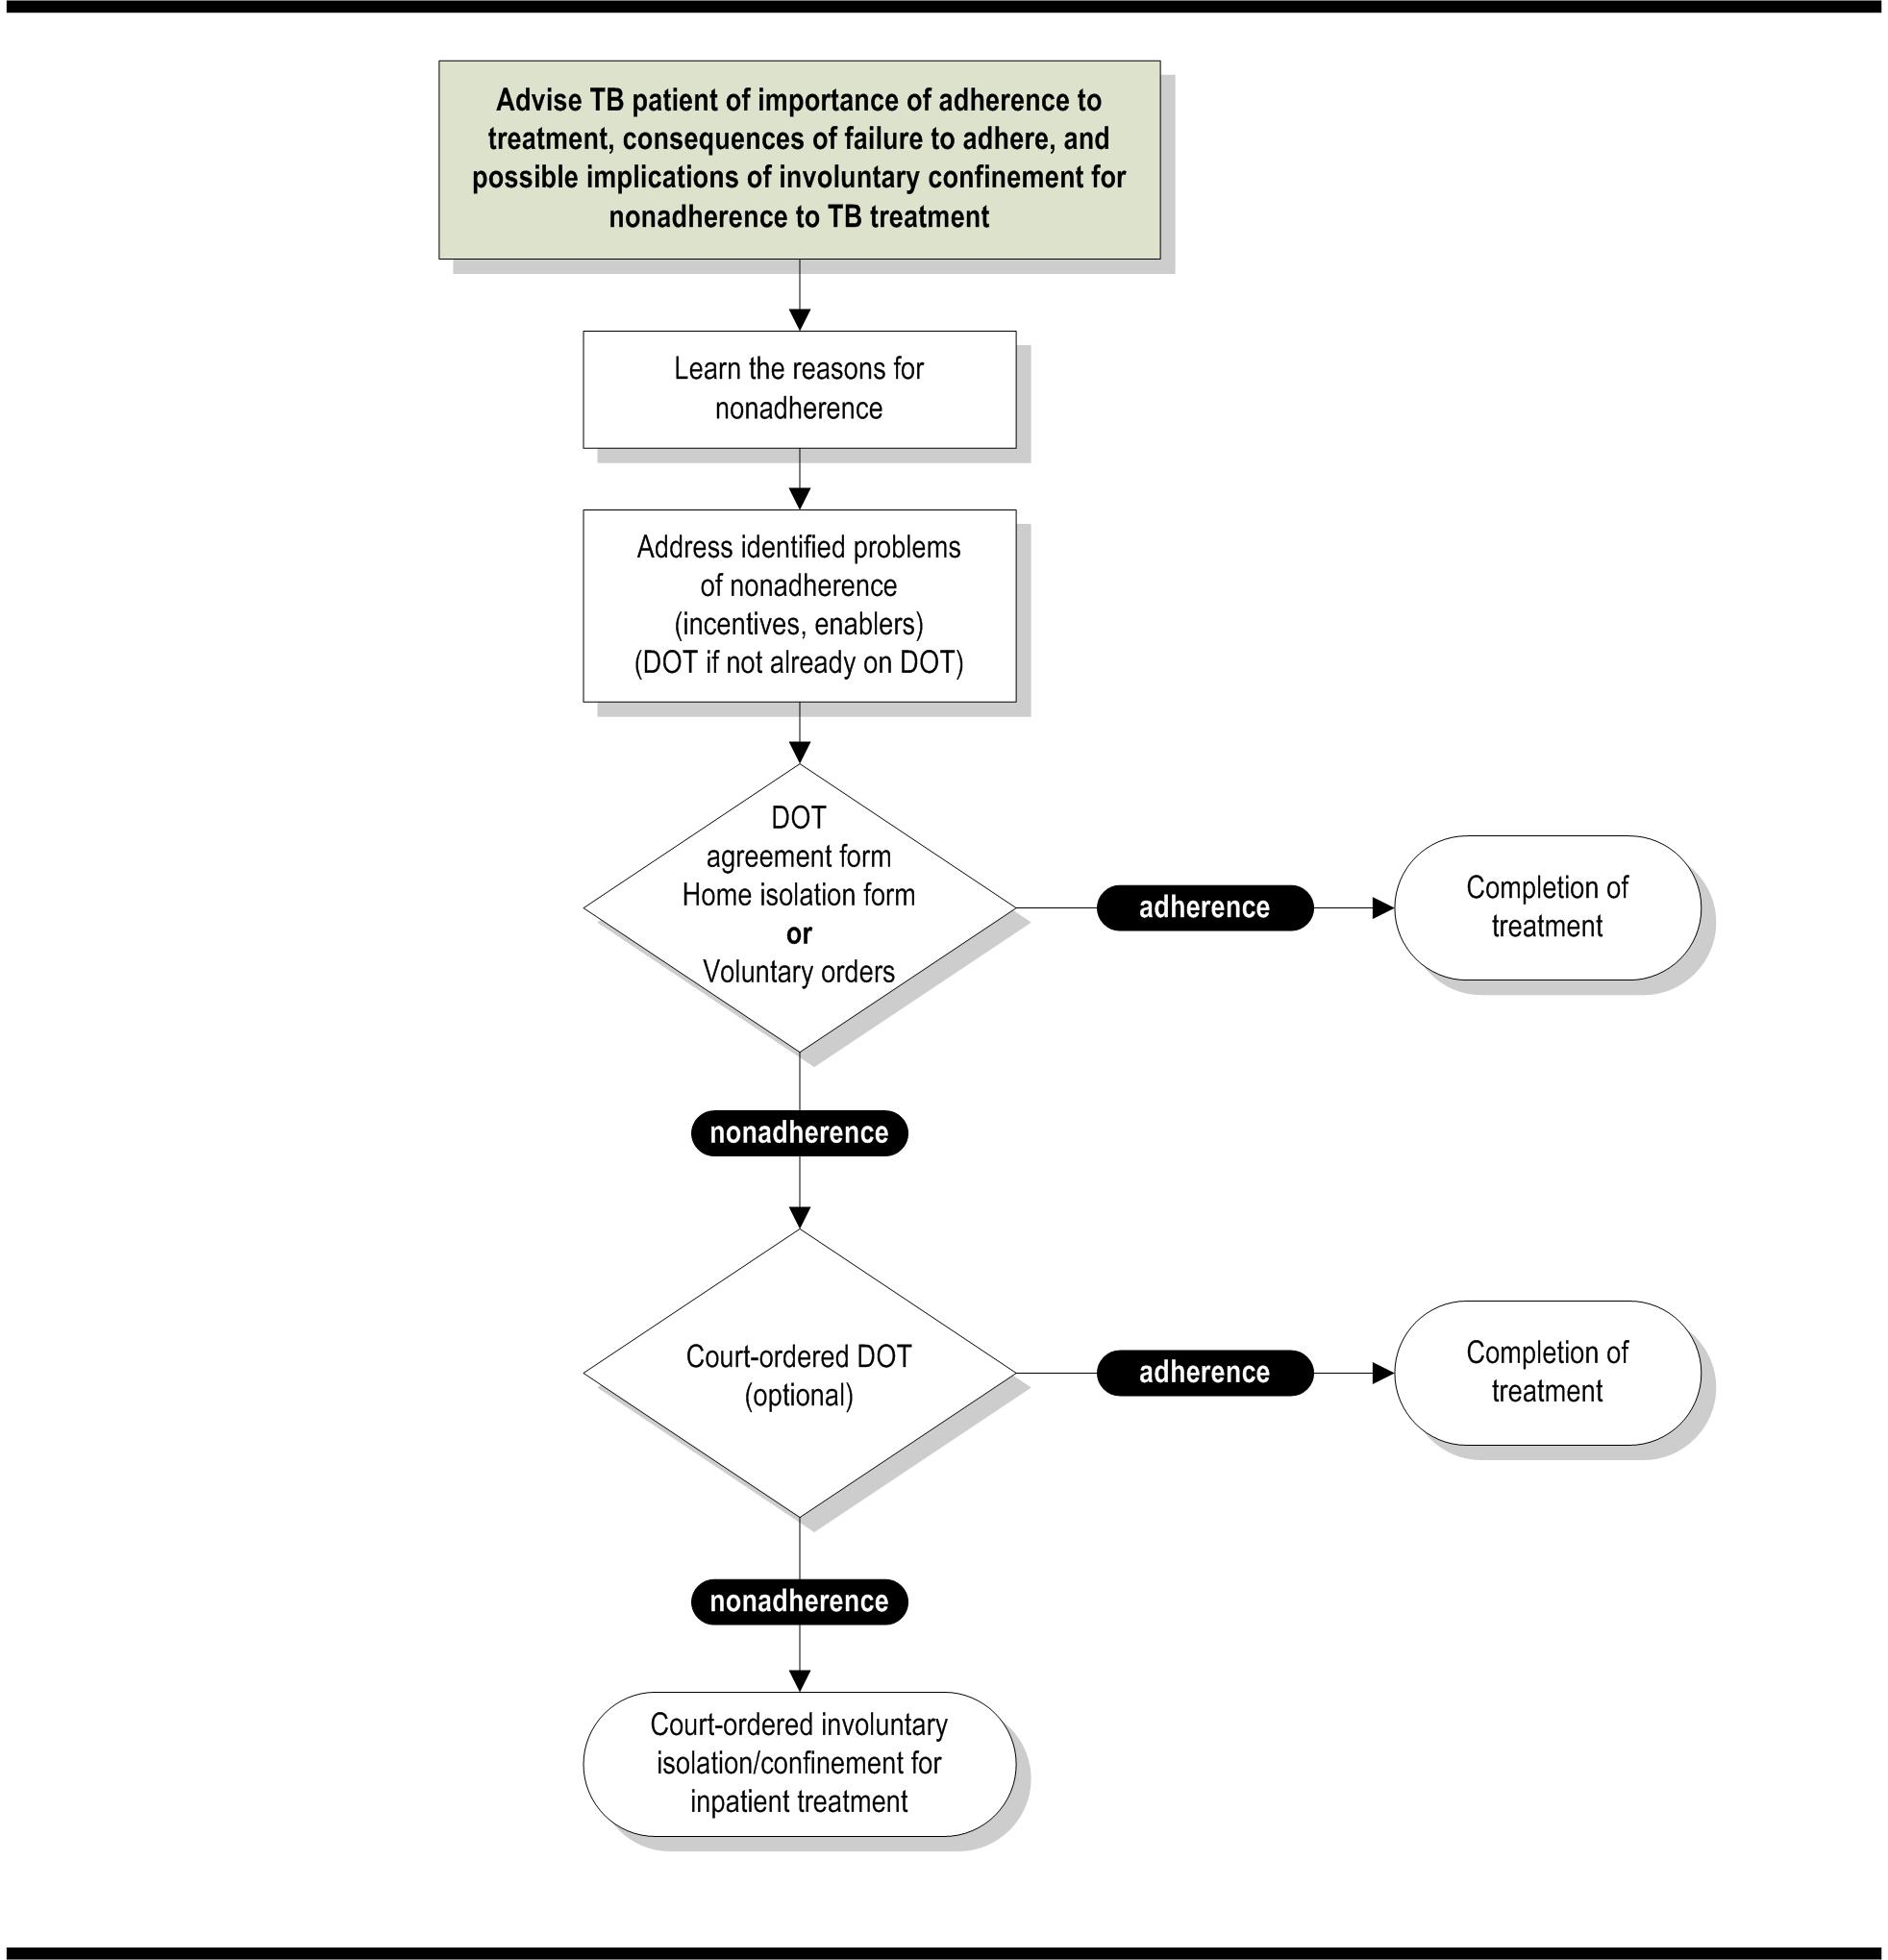 Advise TB patient of importance of adherence to
treatment, consequences of failure to adhere, and
possible implications of involuntary confinement for
nonadherence to TB treatment
Learn the reasons for
nonadherence
Address identified problems
of nonadherence
(incentives, enablers)
(DOT if not already on DOT)
DOT
agreement form
Home isolation form
or
Voluntary orders
adherence
Completion of
treatment
nonadherence
Court-ordered DOT
(optional)
adherence
Completion of
treatment
nonadherence
Court-ordered involuntary
isolation/confinement for
inpatient treatment